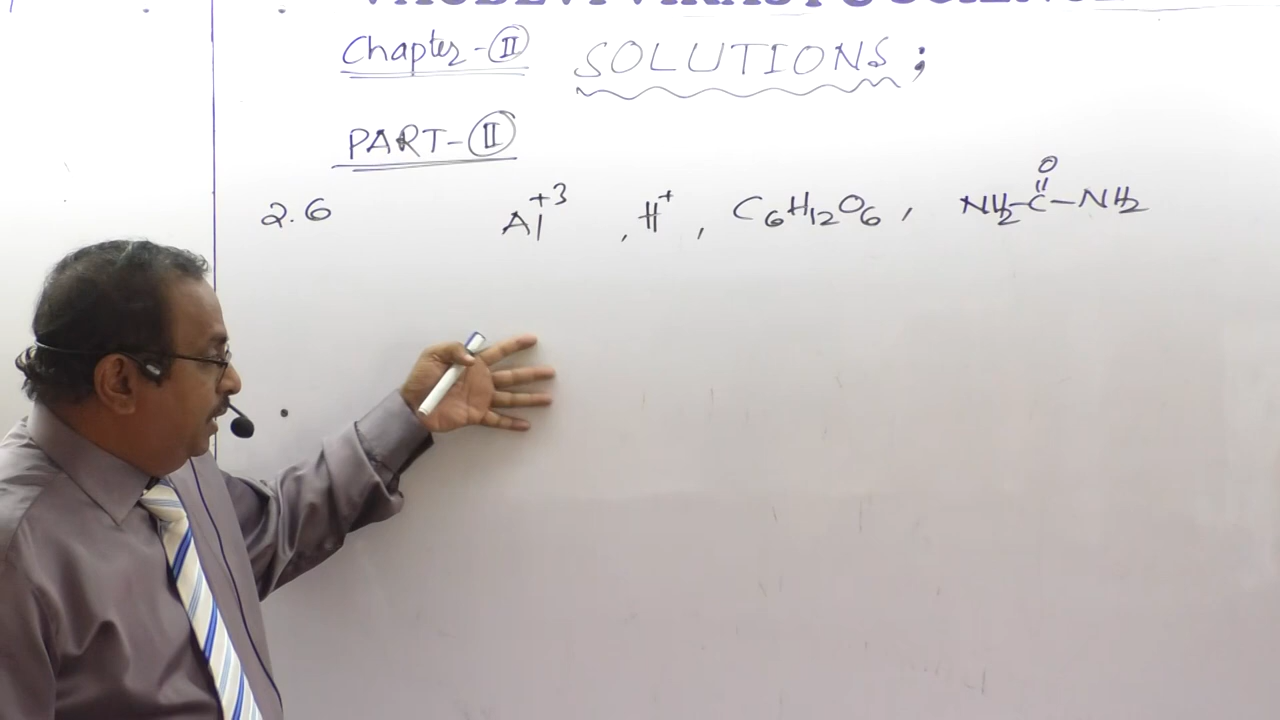 Chapter-II SOLUTIONS;
PART-II
2.6 Al⁺³, H⁺, C₆H₁₂O₆, NH₂-C-NH₂
O